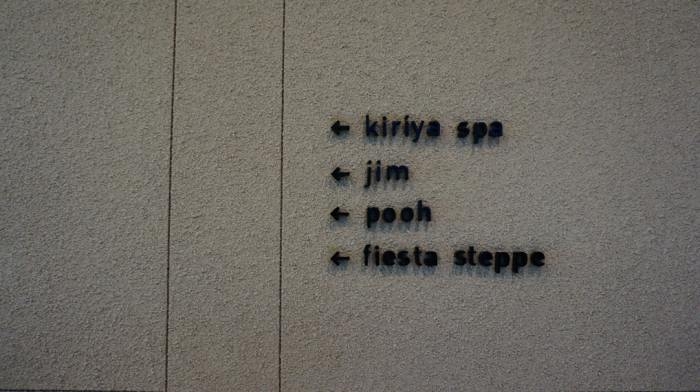 ← kiriya spa
← jim
← pooh
← fiesta steppe